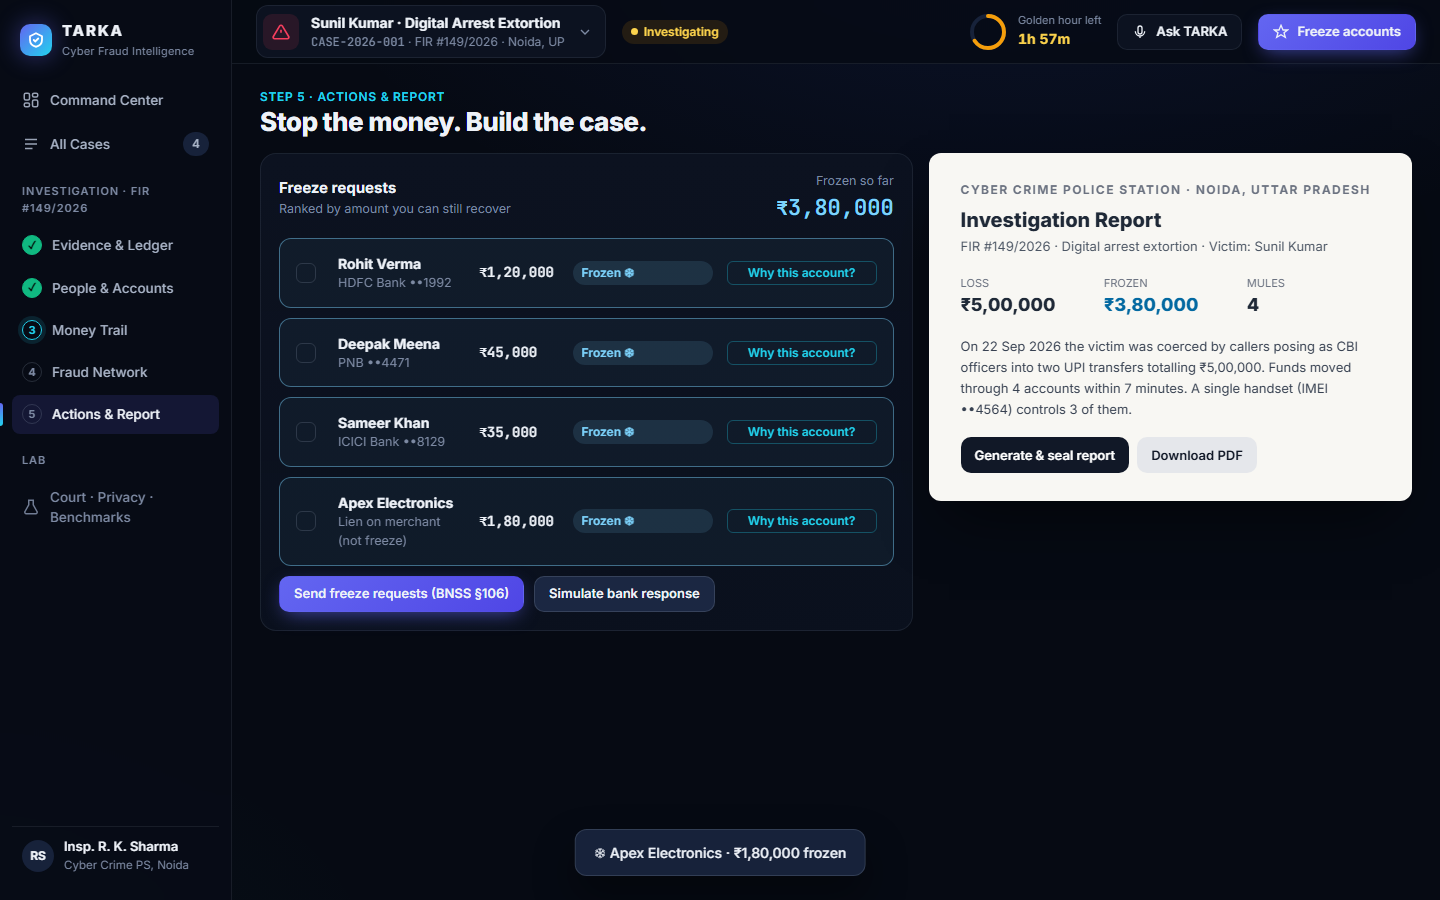 TARKA
Cyber Fraud Intelligence
Command Center
All Cases
4
INVESTIGATION · FIR
#149/2026
✓ Evidence & Ledger
✓ People & Accounts
3 Money Trail
4 Fraud Network
5 Actions & Report
LAB
Court · Privacy ·
Benchmarks
RS
Insp. R. K. Sharma
Cyber Crime PS, Noida
Sunil Kumar · Digital Arrest Extortion
CASE-2026-001 · FIR #149/2026 · Noida, UP
Investigating
Golden hour left
1h 57m
Ask TARKA
Freeze accounts
STEP 5 · ACTIONS & REPORT
Stop the money. Build the case.
Freeze requests
Ranked by amount you can still recover
Frozen so far
₹3,80,000
Rohit Verma
HDFC Bank ••1992
₹1,20,000
Frozen ❄
Why this account?
Deepak Meena
PNB ••4471
₹45,000
Frozen ❄
Why this account?
Sameer Khan
ICICI Bank ••8129
₹35,000
Frozen ❄
Why this account?
Apex Electronics
Lien on merchant
(not freeze)
₹1,80,000
Frozen ❄
Why this account?
Send freeze requests (BNSS §106)
Simulate bank response
CYBER CRIME POLICE STATION · NOIDA, UTTAR PRADESH
Investigation Report
FIR #149/2026 · Digital arrest extortion · Victim: Sunil Kumar
LOSS
₹5,00,000
FROZEN
₹3,80,000
MULES
4
On 22 Sep 2026 the victim was coerced by callers posing as CBI
officers into two UPI transfers totalling ₹5,00,000. Funds moved
through 4 accounts within 7 minutes. A single handset (IMEI
••4564) controls 3 of them.
Generate & seal report
Download PDF
❄ Apex Electronics · ₹1,80,000 frozen